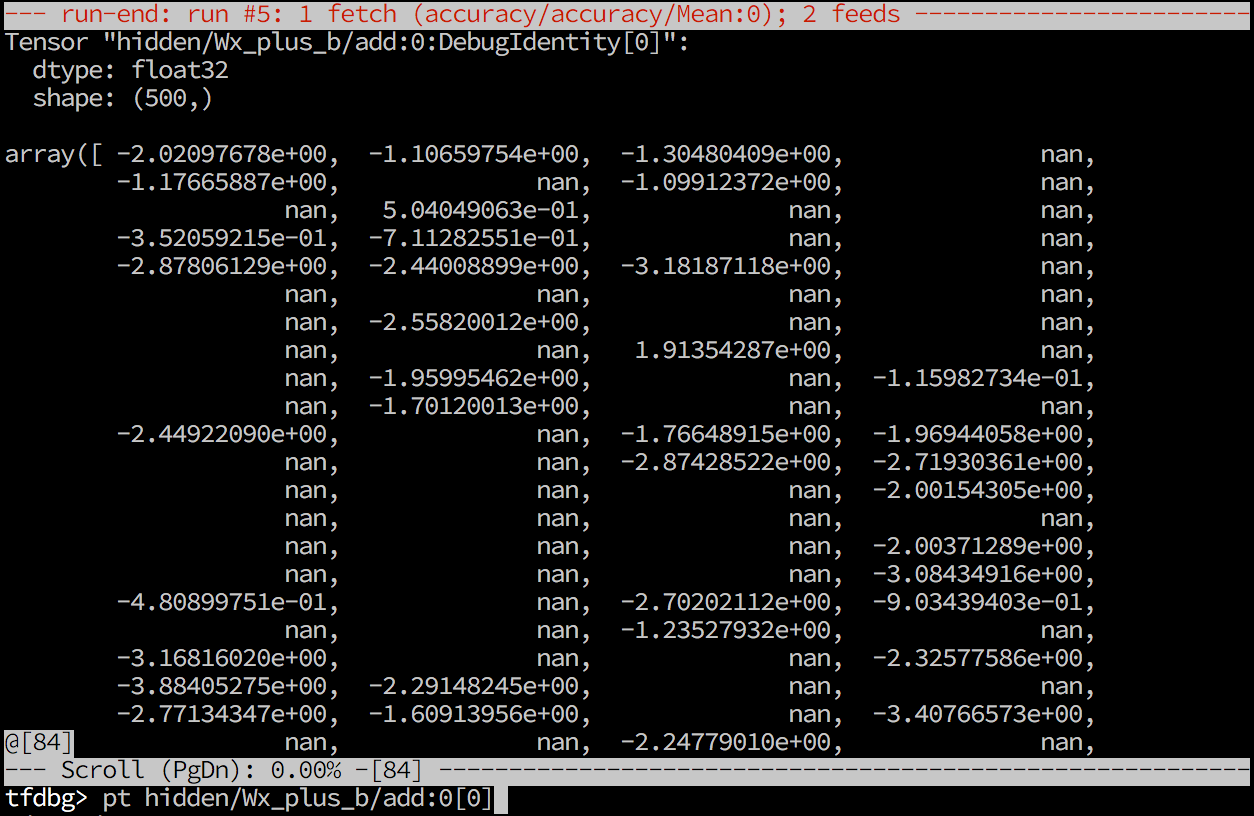 --- run-end: run #5: 1 fetch (accuracy/accuracy/Mean:0); 2 feeds ------------------------
Tensor "hidden/Wx_plus_b/add:0:DebugIdentity[0]":
  dtype: float32
  shape: (500,)

array([ -2.02097678e+00,  -1.10659754e+00,  -1.30480409e+00,              nan,
        -1.17665887e+00,              nan,  -1.09912372e+00,              nan,
                    nan,   5.04049063e-01,              nan,              nan,
        -3.52059215e-01,  -7.11282551e-01,              nan,              nan,
        -2.87806129e+00,  -2.44008899e+00,  -3.18187118e+00,              nan,
                    nan,              nan,              nan,              nan,
                    nan,  -2.55820012e+00,              nan,              nan,
                    nan,              nan,   1.91354287e+00,              nan,
                    nan,  -1.95995462e+00,              nan,  -1.15982734e-01,
                    nan,  -1.70120013e+00,              nan,              nan,
        -2.44922090e+00,              nan,  -1.76648915e+00,  -1.96944058e+00,
                    nan,              nan,  -2.87428522e+00,  -2.71930361e+00,
                    nan,              nan,              nan,  -2.00154305e+00,
                    nan,              nan,              nan,              nan,
                    nan,              nan,              nan,  -2.00371289e+00,
                    nan,              nan,              nan,  -3.08434916e+00,
        -4.80899751e-01,              nan,  -2.70202112e+00,  -9.03439403e-01,
                    nan,              nan,  -1.23527932e+00,              nan,
        -3.16816020e+00,              nan,              nan,  -2.32577586e+00,
        -3.88405275e+00,  -2.29148245e+00,              nan,              nan,
        -2.77134347e+00,  -1.60913956e+00,              nan,  -3.40766573e+00,
@[84]               nan,              nan,  -2.24779010e+00,              nan,
--- Scroll (PgDn): 0.00% -[84] ----------------------------------------------------------
tfdbg> pt hidden/Wx_plus_b/add:0[0]